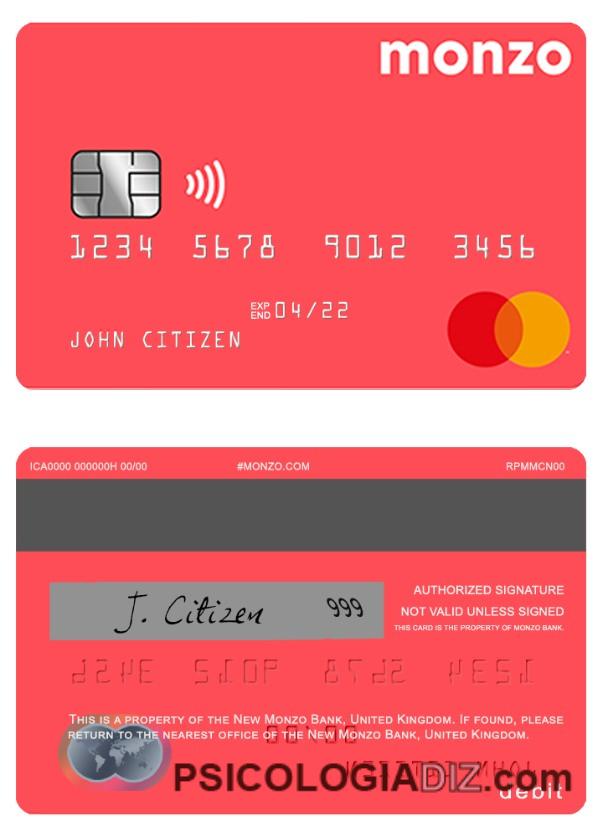 monzo
1234 5678 9012 3456
EXP END 04/22
JOHN CITIZEN
ICA0000 000000H 00/00 #MONZO.COM RPMMCN00
AUTHORIZED SIGNATURE
J. Citizen 999
NOT VALID UNLESS SIGNED
THIS CARD IS THE PROPERTY OF MONZO BANK.
THIS IS A PROPERTY OF THE NEW MONZO BANK, UNITED KINGDOM. IF FOUND, PLEASE
RETURN TO THE NEAREST OFFICE OF THE NEW MONZO BANK, UNITED KINGDOM.
PSICOLOGIADIZ.com
debit